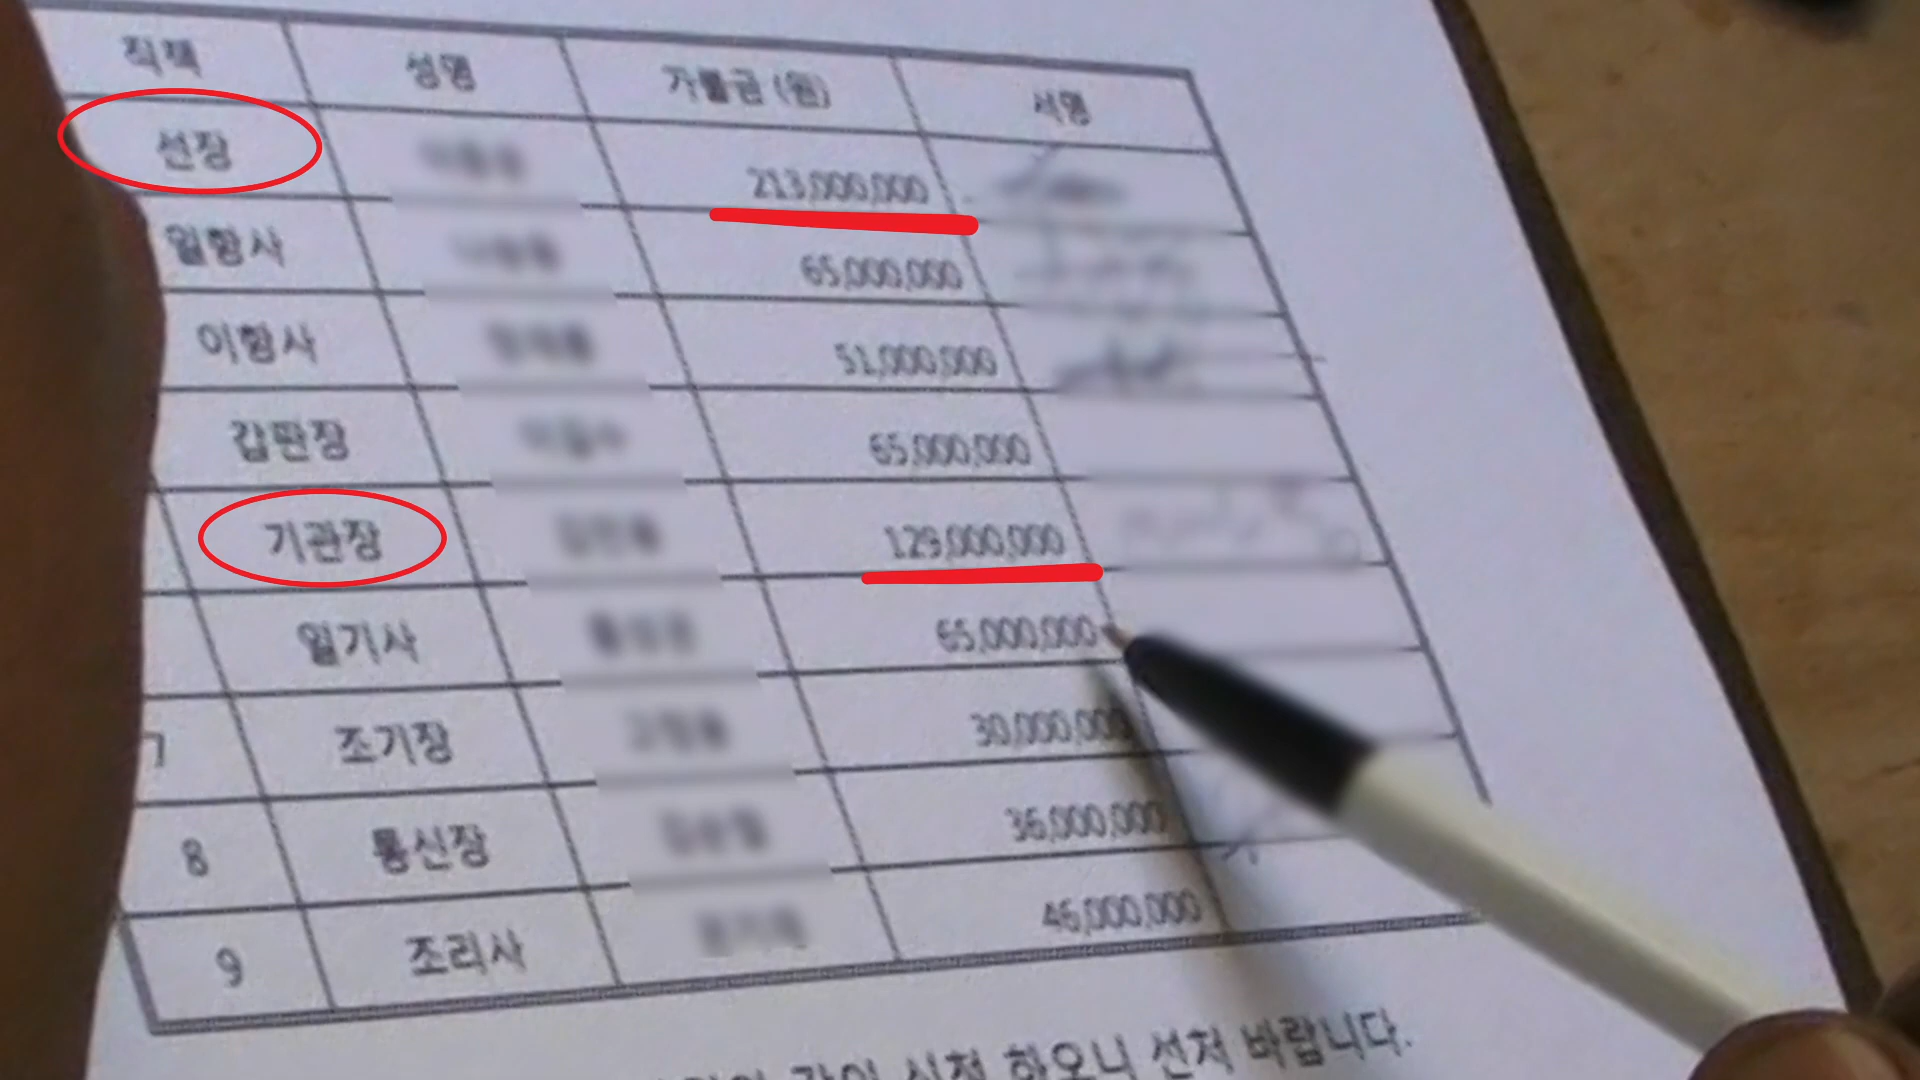 직책 성명 가불금 (원) 서명
선장 213,000,000
일항사 65,000,000
이항사 51,000,000
갑판장 65,000,000
기관장 129,000,000
일기사 65,000,000
7 조기장 30,000,000
8 통신장 36,000,000
9 조리사 46,000,000
같이 신청 하오니 선처 바랍니다.